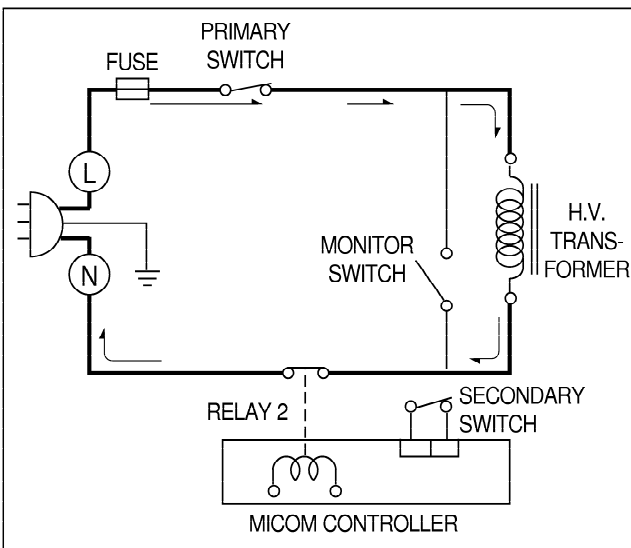 PRIMARY
SWITCH
FUSE
L
H.V.
TRANS-
FORMER
MONITOR
SWITCH
N
RELAY 2
SECONDARY
SWITCH
MICOM CONTROLLER